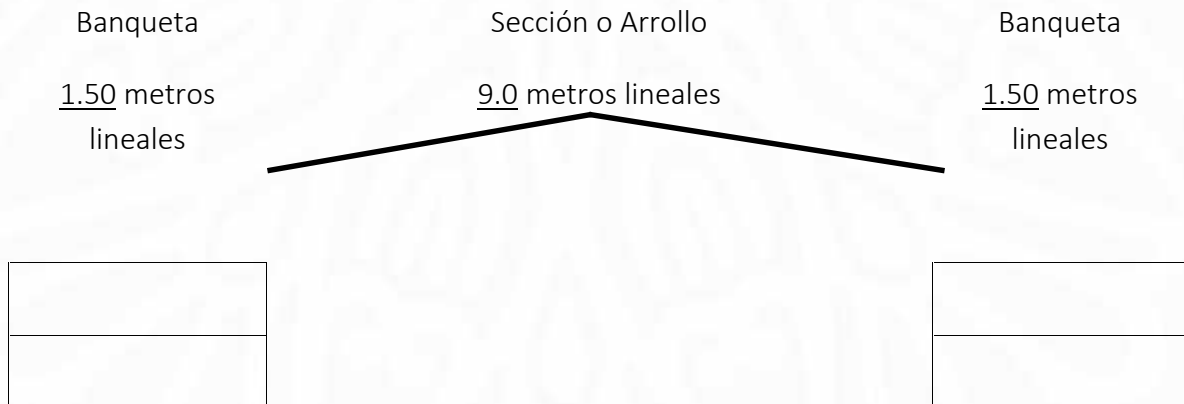 Banqueta
Sección o Arrollo
Banqueta
1.50 metros
lineales
9.0 metros lineales
1.50 metros
lineales